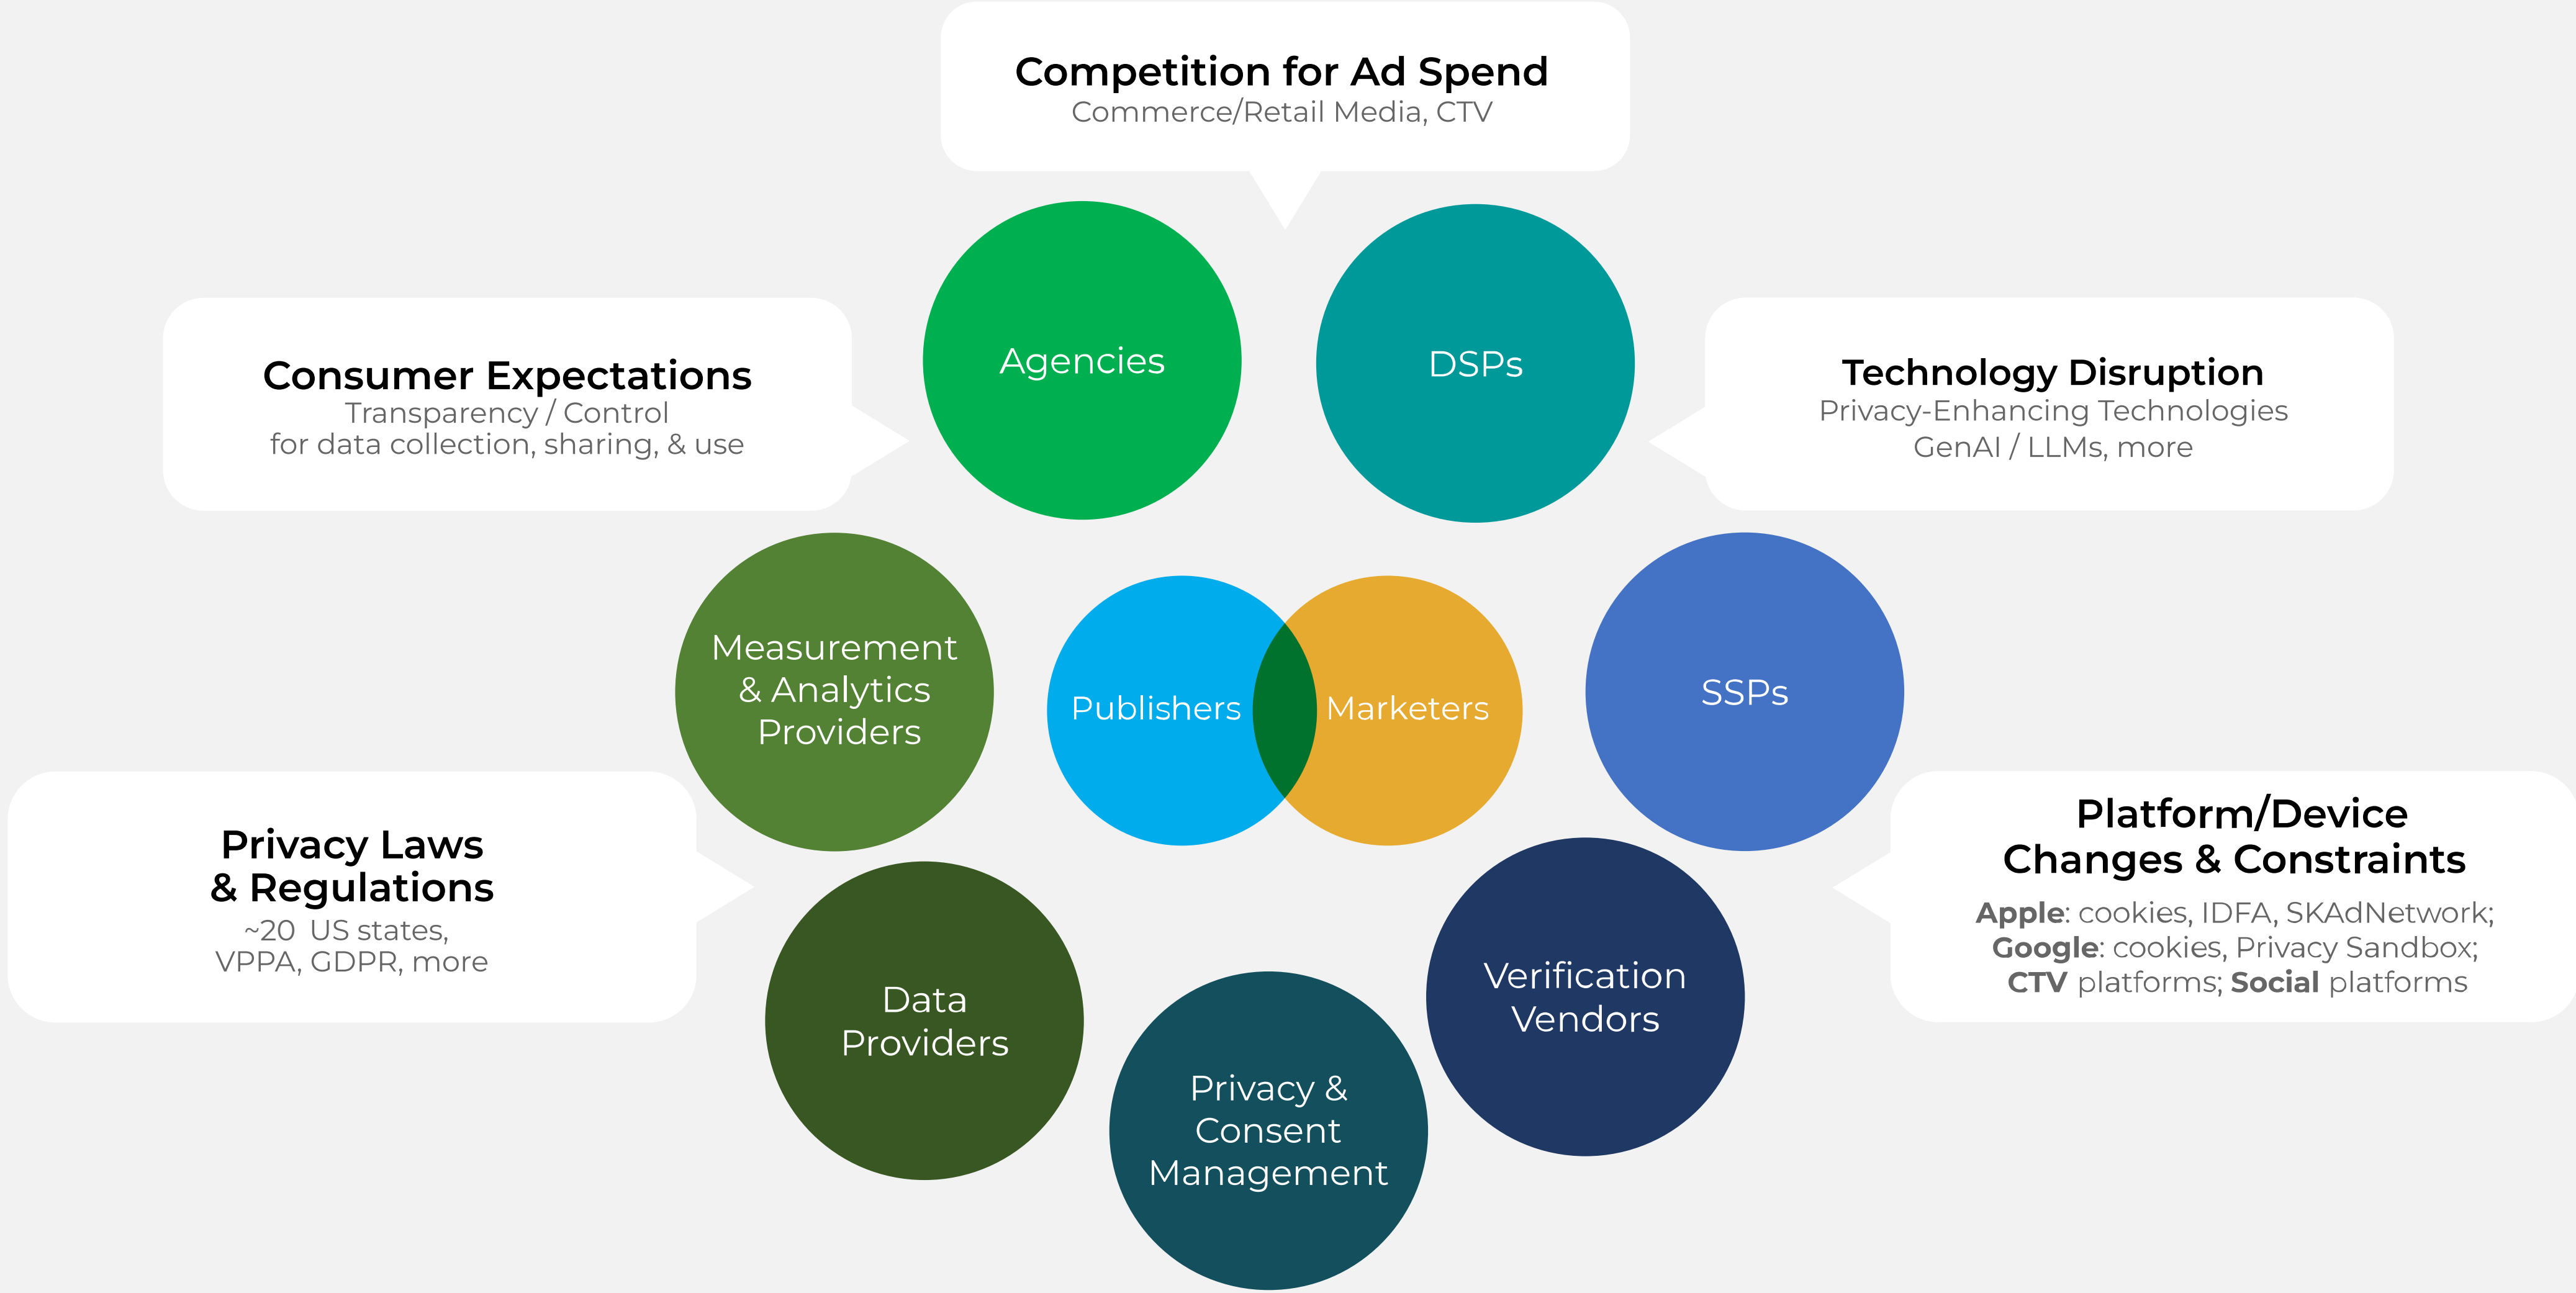 Competition for Ad Spend
Commerce/Retail Media, CTV
Consumer Expectations
Transparency / Control
for data collection, sharing, & use
Agencies
DSPs
Technology Disruption
Privacy-Enhancing Technologies
GenAI / LLMs, more
Measurement
& Analytics
Providers
Publishers
Marketers
SSPs
Privacy Laws
& Regulations
~20 US states,
VPPA, GDPR, more
Platform/Device
Changes & Constraints
Apple: cookies, IDFA, SKAdNetwork;
Google: cookies, Privacy Sandbox;
CTV platforms; Social platforms
Data
Providers
Privacy &
Consent
Management
Verification
Vendors